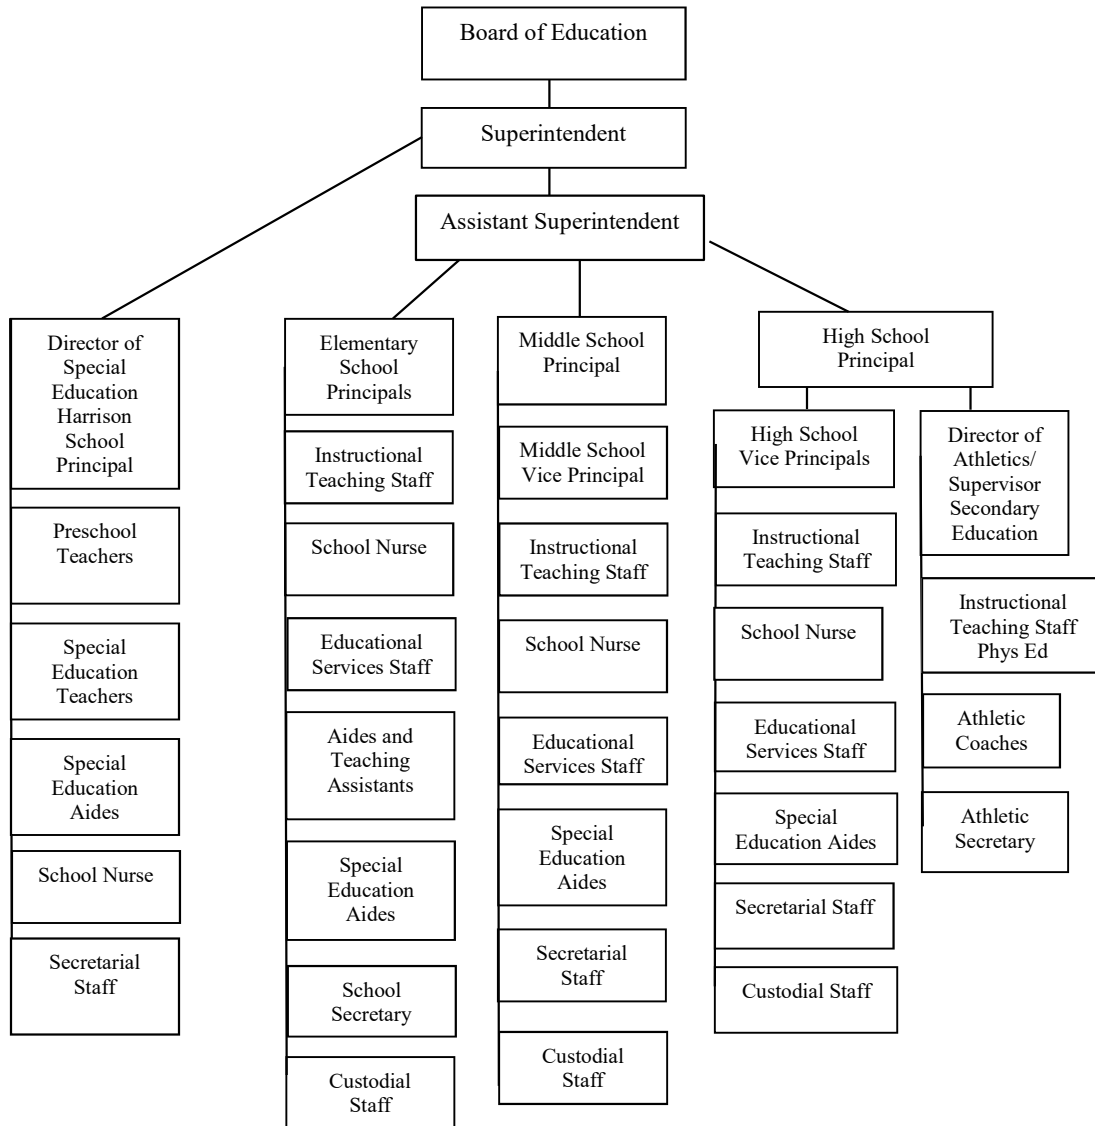 Board of Education
Superintendent
Assistant Superintendent
Director of
Special
Education
Harrison
School
Principal
Preschool
Teachers
Special
Education
Teachers
Special
Education
Aides
School Nurse
Secretarial
Staff
Elementary
School
Principals
Instructional
Teaching Staff
School Nurse
Educational
Services Staff
Aides and
Teaching
Assistants
Special
Education
Aides
School
Secretary
Custodial
Staff
Middle School
Principal
Middle School
Vice Principal
Instructional
Teaching Staff
School Nurse
Educational
Services Staff
Special
Education
Aides
Secretarial
Staff
Custodial
Staff
High School
Principal
High School
Vice Principals
Instructional
Teaching Staff
School Nurse
Educational
Services Staff
Special
Education Aides
Secretarial Staff
Custodial Staff
Director of
Athletics/
Supervisor
Secondary
Education
Instructional
Teaching Staff
Phys Ed
Athletic
Coaches
Athletic
Secretary